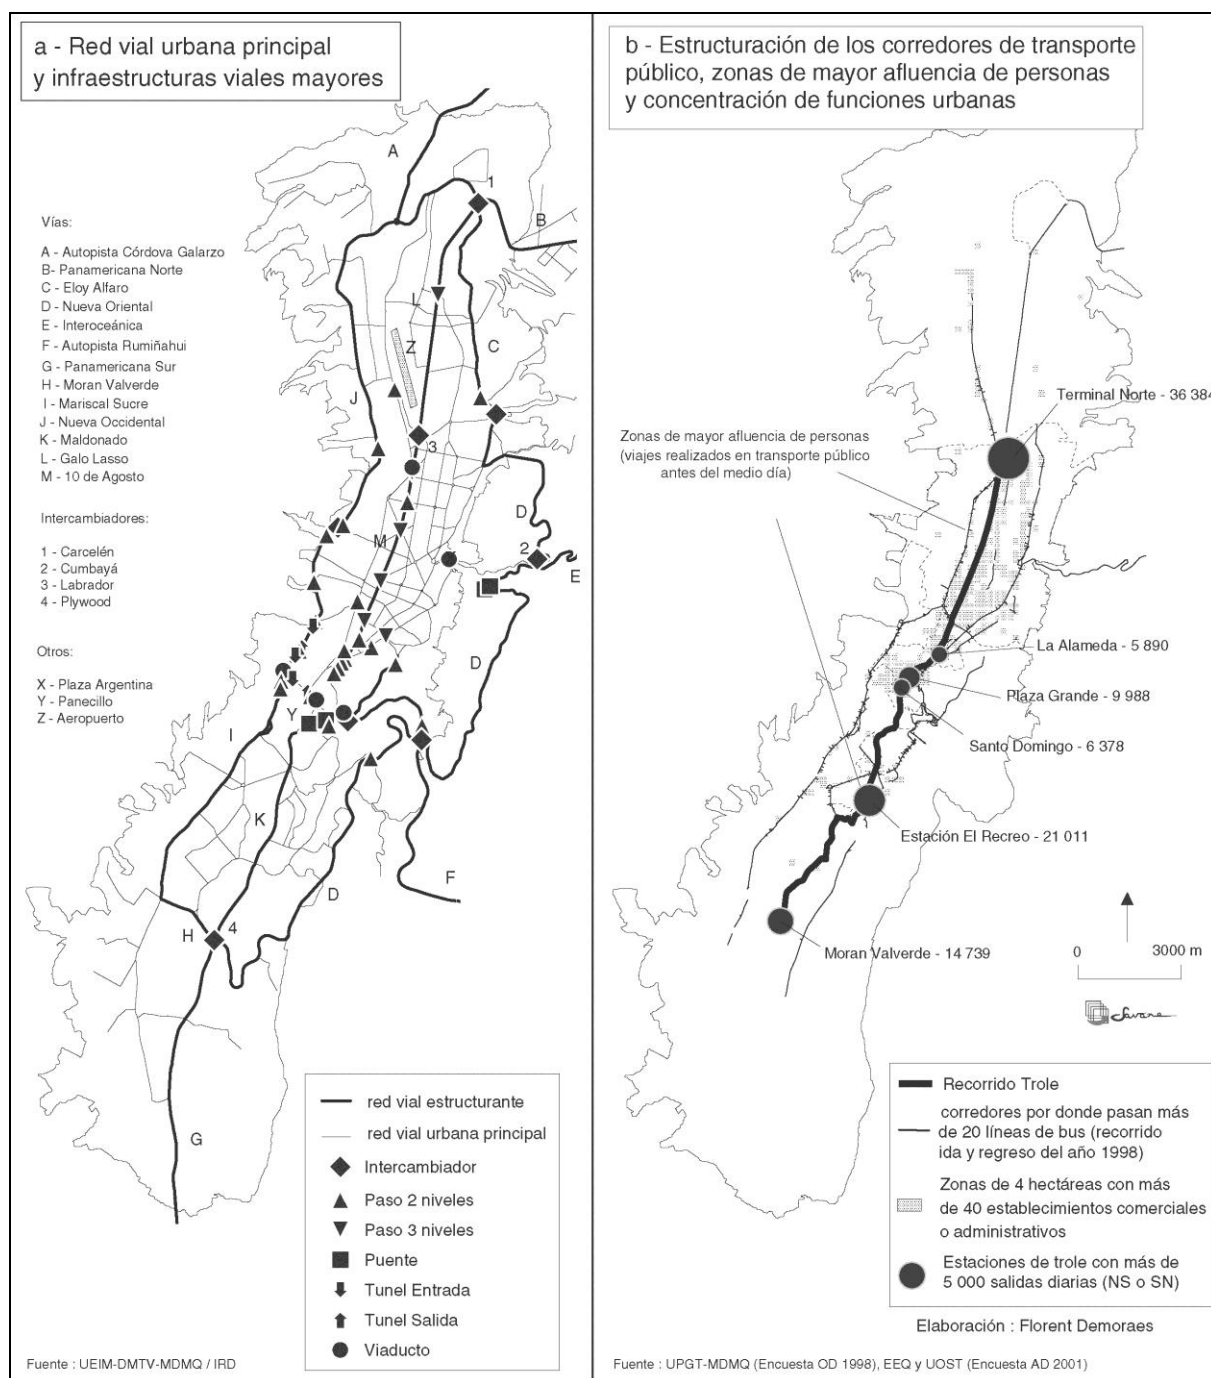 a - Red vial urbana principal
y infraestructuras viales mayores
Vías:
A - Autopista Córdova Galarzo
B- Panamericana Norte
C - Eloy Alfaro
D - Nueva Oriental
E - Interoceánica
F - Autopista Rumiñahui
G - Panamericana Sur
H - Moran Valverde
I - Mariscal Sucre
J - Nueva Occidental
K - Maldonado
L - Galo Lasso
M - 10 de Agosto
Intercambiadores:
1 - Carcelén
2 - Cumbayá
3 - Labrador
4 - Plywood
Otros:
X - Plaza Argentina
Y - Panecillo
Z - Aeropuerto
A
1
B
L
Z
C
J
3
D
M
2
E
D
Y
I
K
D
F
H
4
G
red vial estructurante
red vial urbana principal
Intercambiador
Paso 2 niveles
Paso 3 niveles
Puente
Tunel Entrada
Tunel Salida
Viaducto
Fuente : UEIM-DMTV-MDMQ / IRD
b - Estructuración de los corredores de transporte
público, zonas de mayor afluencia de personas
y concentración de funciones urbanas
Terminal Norte - 36 384
Zonas de mayor afluencia de personas
(viajes realizados en transporte público
antes del medio día)
La Alameda - 5 890
Plaza Grande - 9 988
Santo Domingo - 6 378
Estación El Recreo - 21 011
Moran Valverde - 14 739
0 3000 m
Savane
Recorrido Trole
corredores por donde pasan más
de 20 líneas de bus (recorrido
ida y regreso del año 1998)
Zonas de 4 hectáreas con más
de 40 establecimientos comerciales
o administrativos
Estaciones de trole con más de
5 000 salidas diarias (NS o SN)
Elaboración : Florent Demoraes
Fuente : UPGT-MDMQ (Encuesta OD 1998), EEQ y UOST (Encuesta AD 2001)